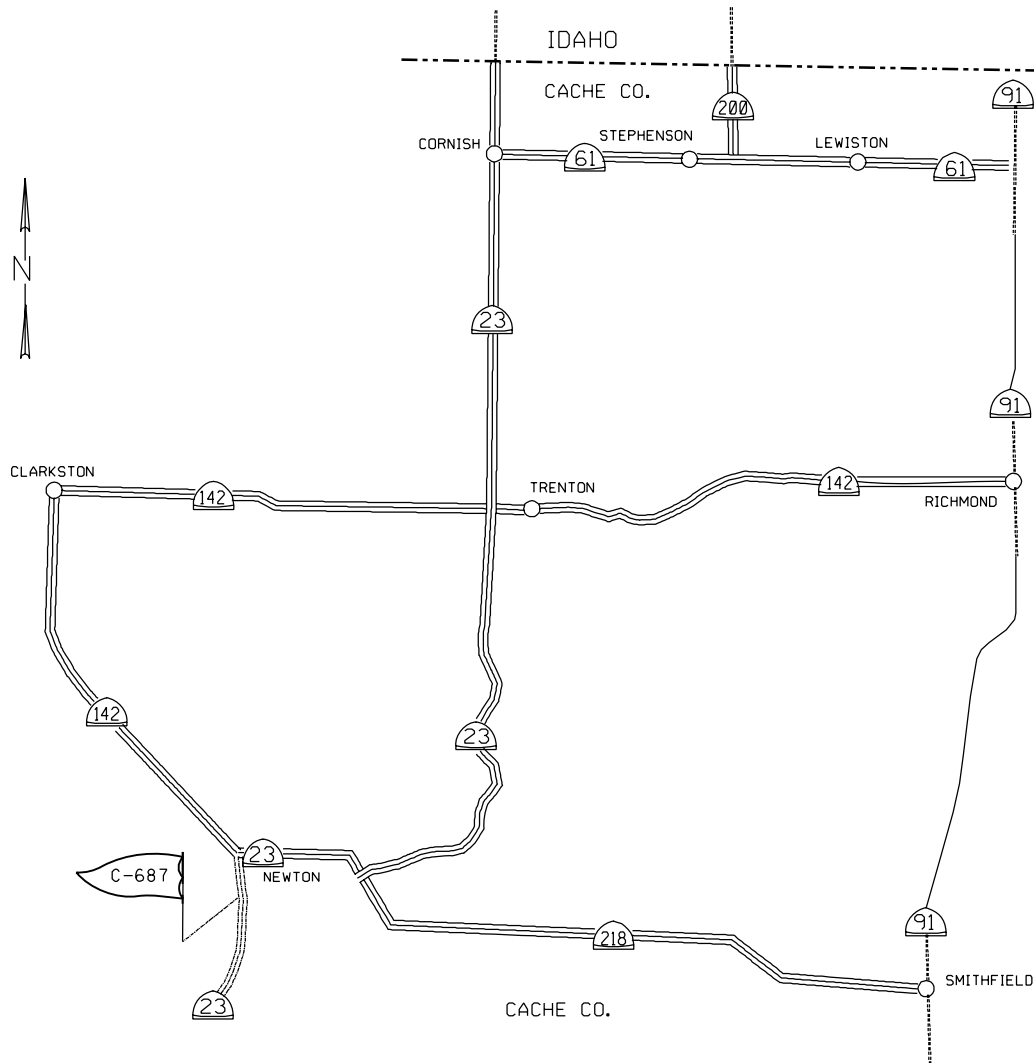 IDAHO
CACHE CO.
91
200
STEPHENSON
CORNISH
LEWISTON
61
61
N
23
91
CLARKSTON
142
TRENTON
142
RICHMOND
142
23
23
C-687
NEWTON
91
218
SMITHFIELD
23
CACHE CO.